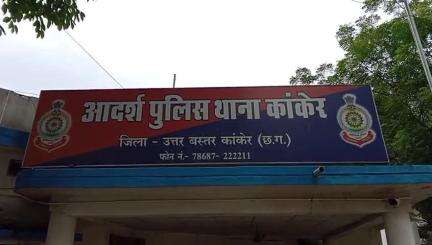 आदर्श पुलिस थाना कांकेर
जिला - उत्तर बस्तर कांकेर (छ.ग.)
फोन नं.- 78687- 222211